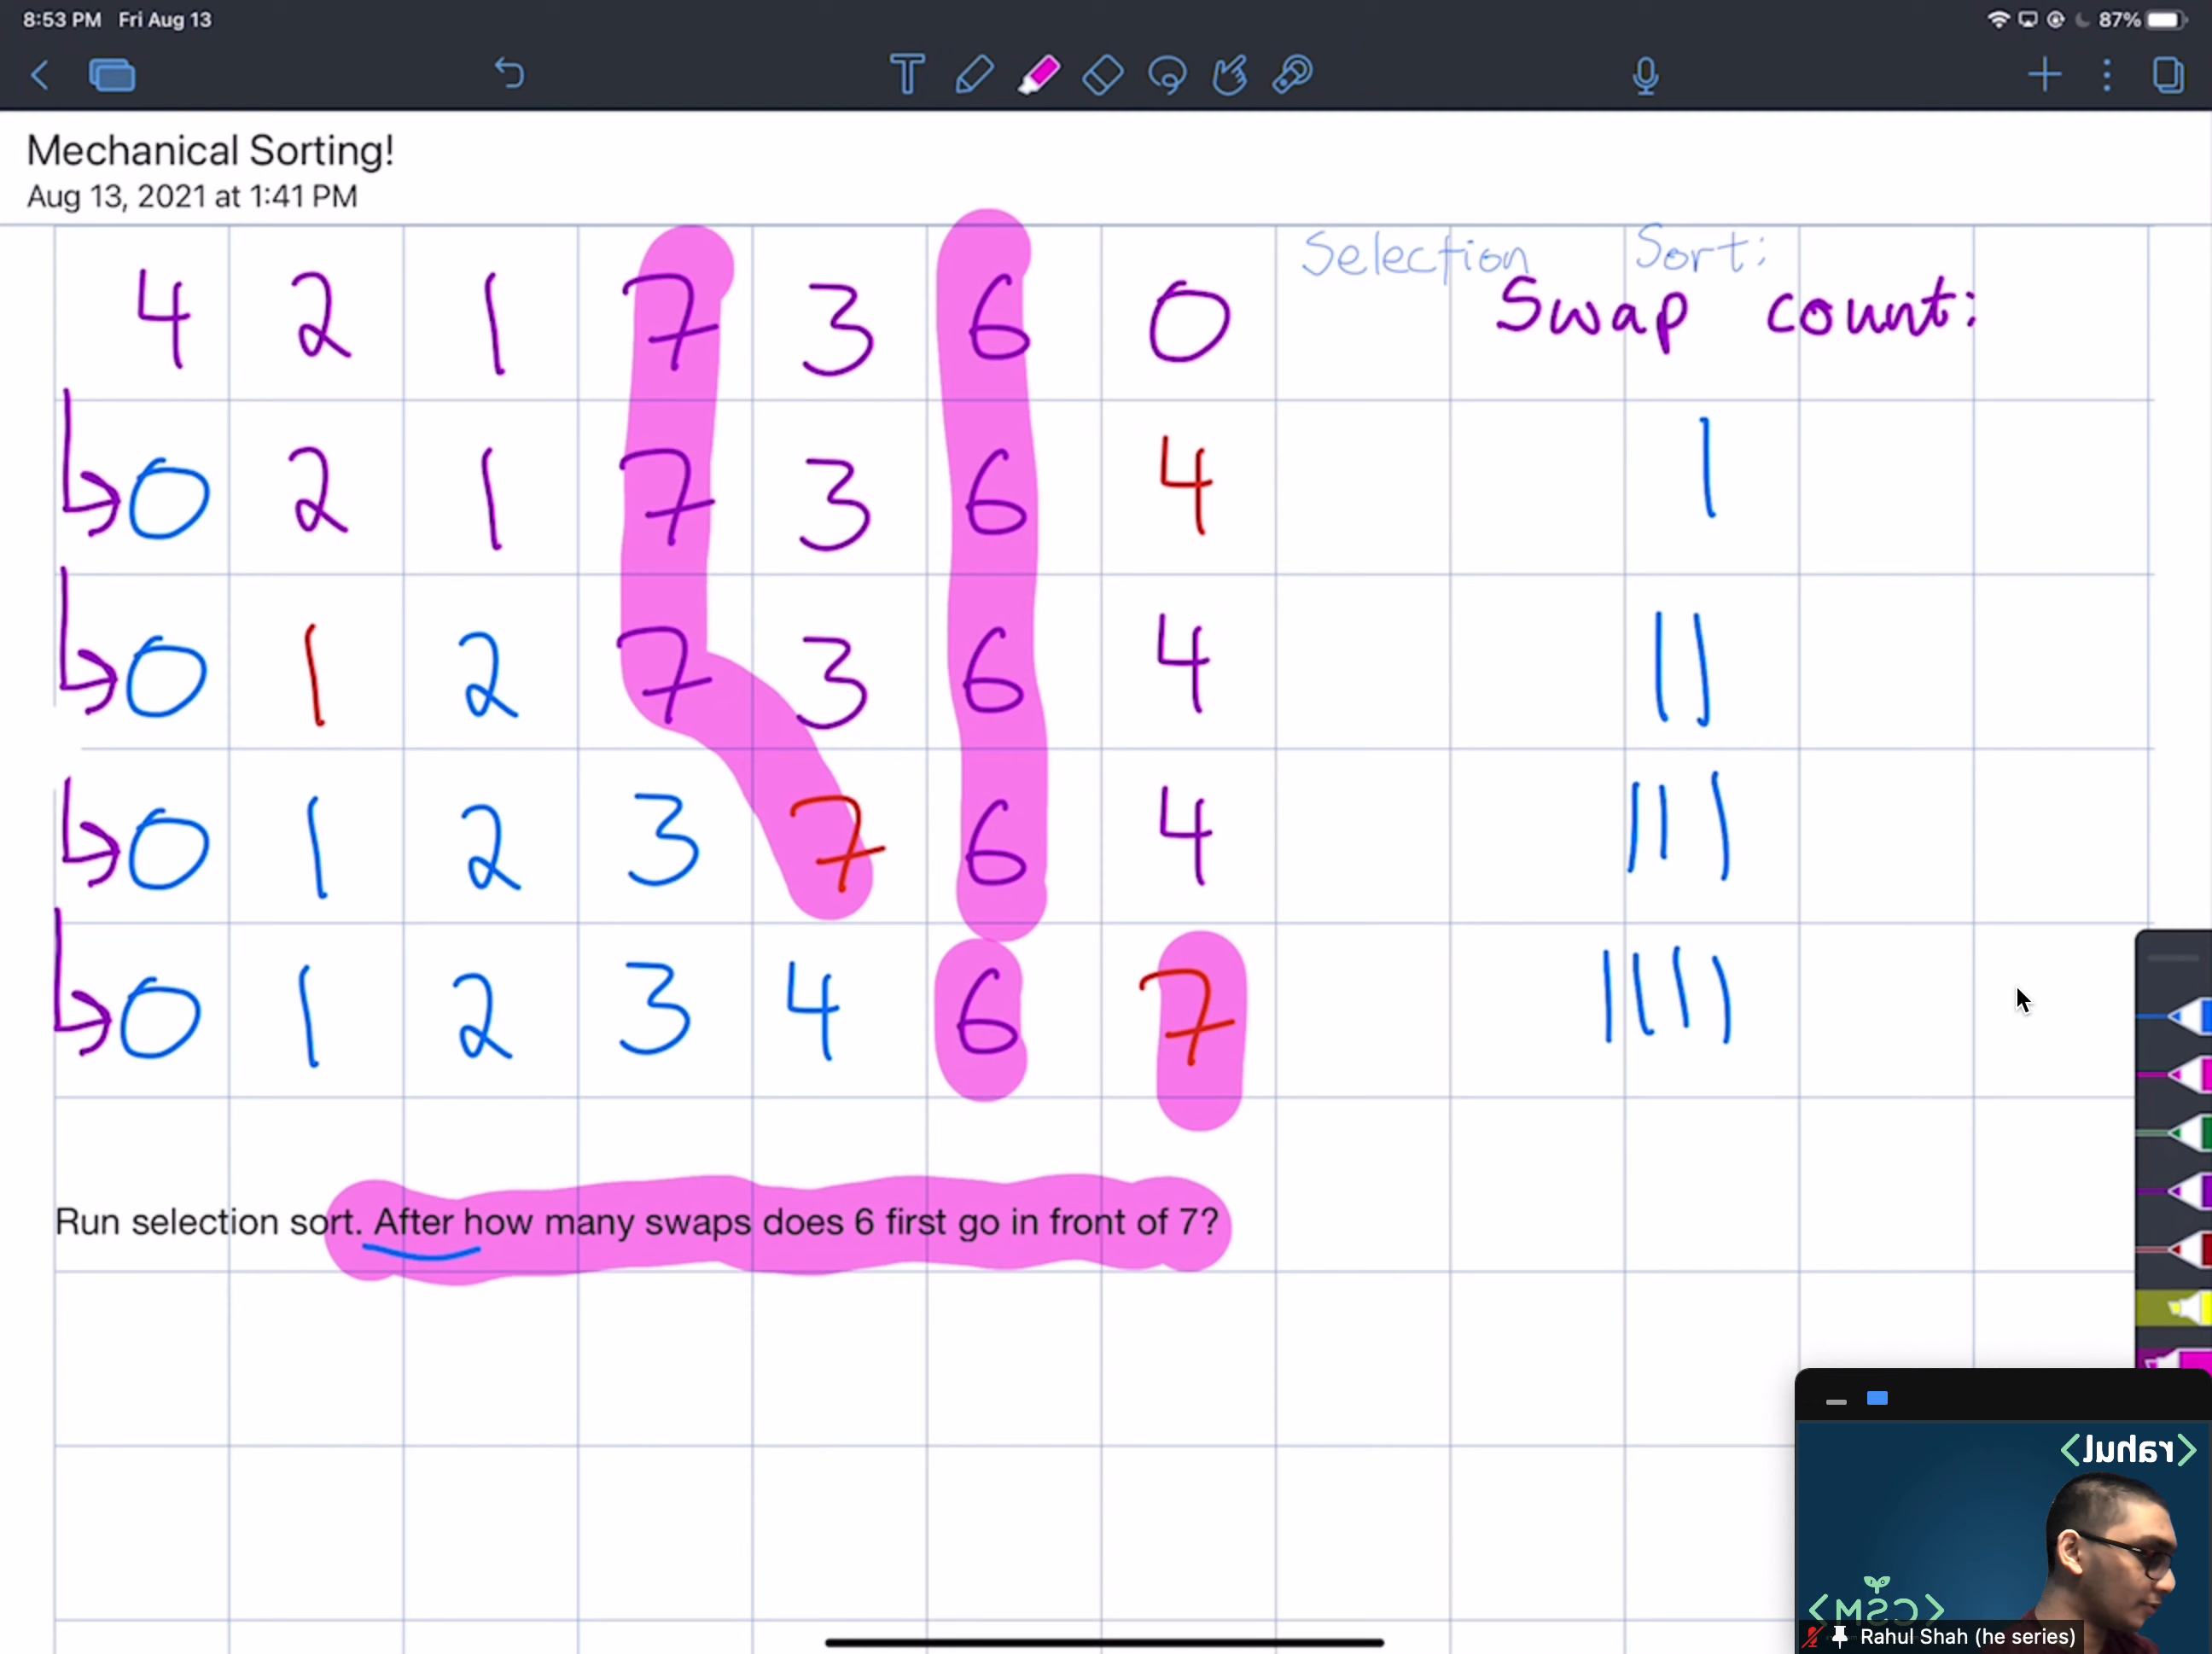 8:53 PM Fri Aug 13
87%
Mechanical Sorting!
Aug 13, 2021 at 1:41 PM
Selection Sort:
4 2 1 7 3 6 0 Swap count:
0 2 1 7 3 6 4 |
0 1 2 7 3 6 4 ||
0 1 2 3 7 6 4 |||
0 1 2 3 4 6 7 ||||
Run selection sort. After how many swaps does 6 first go in front of 7?
<rahul>
<CSM>
Rahul Shah (he series)